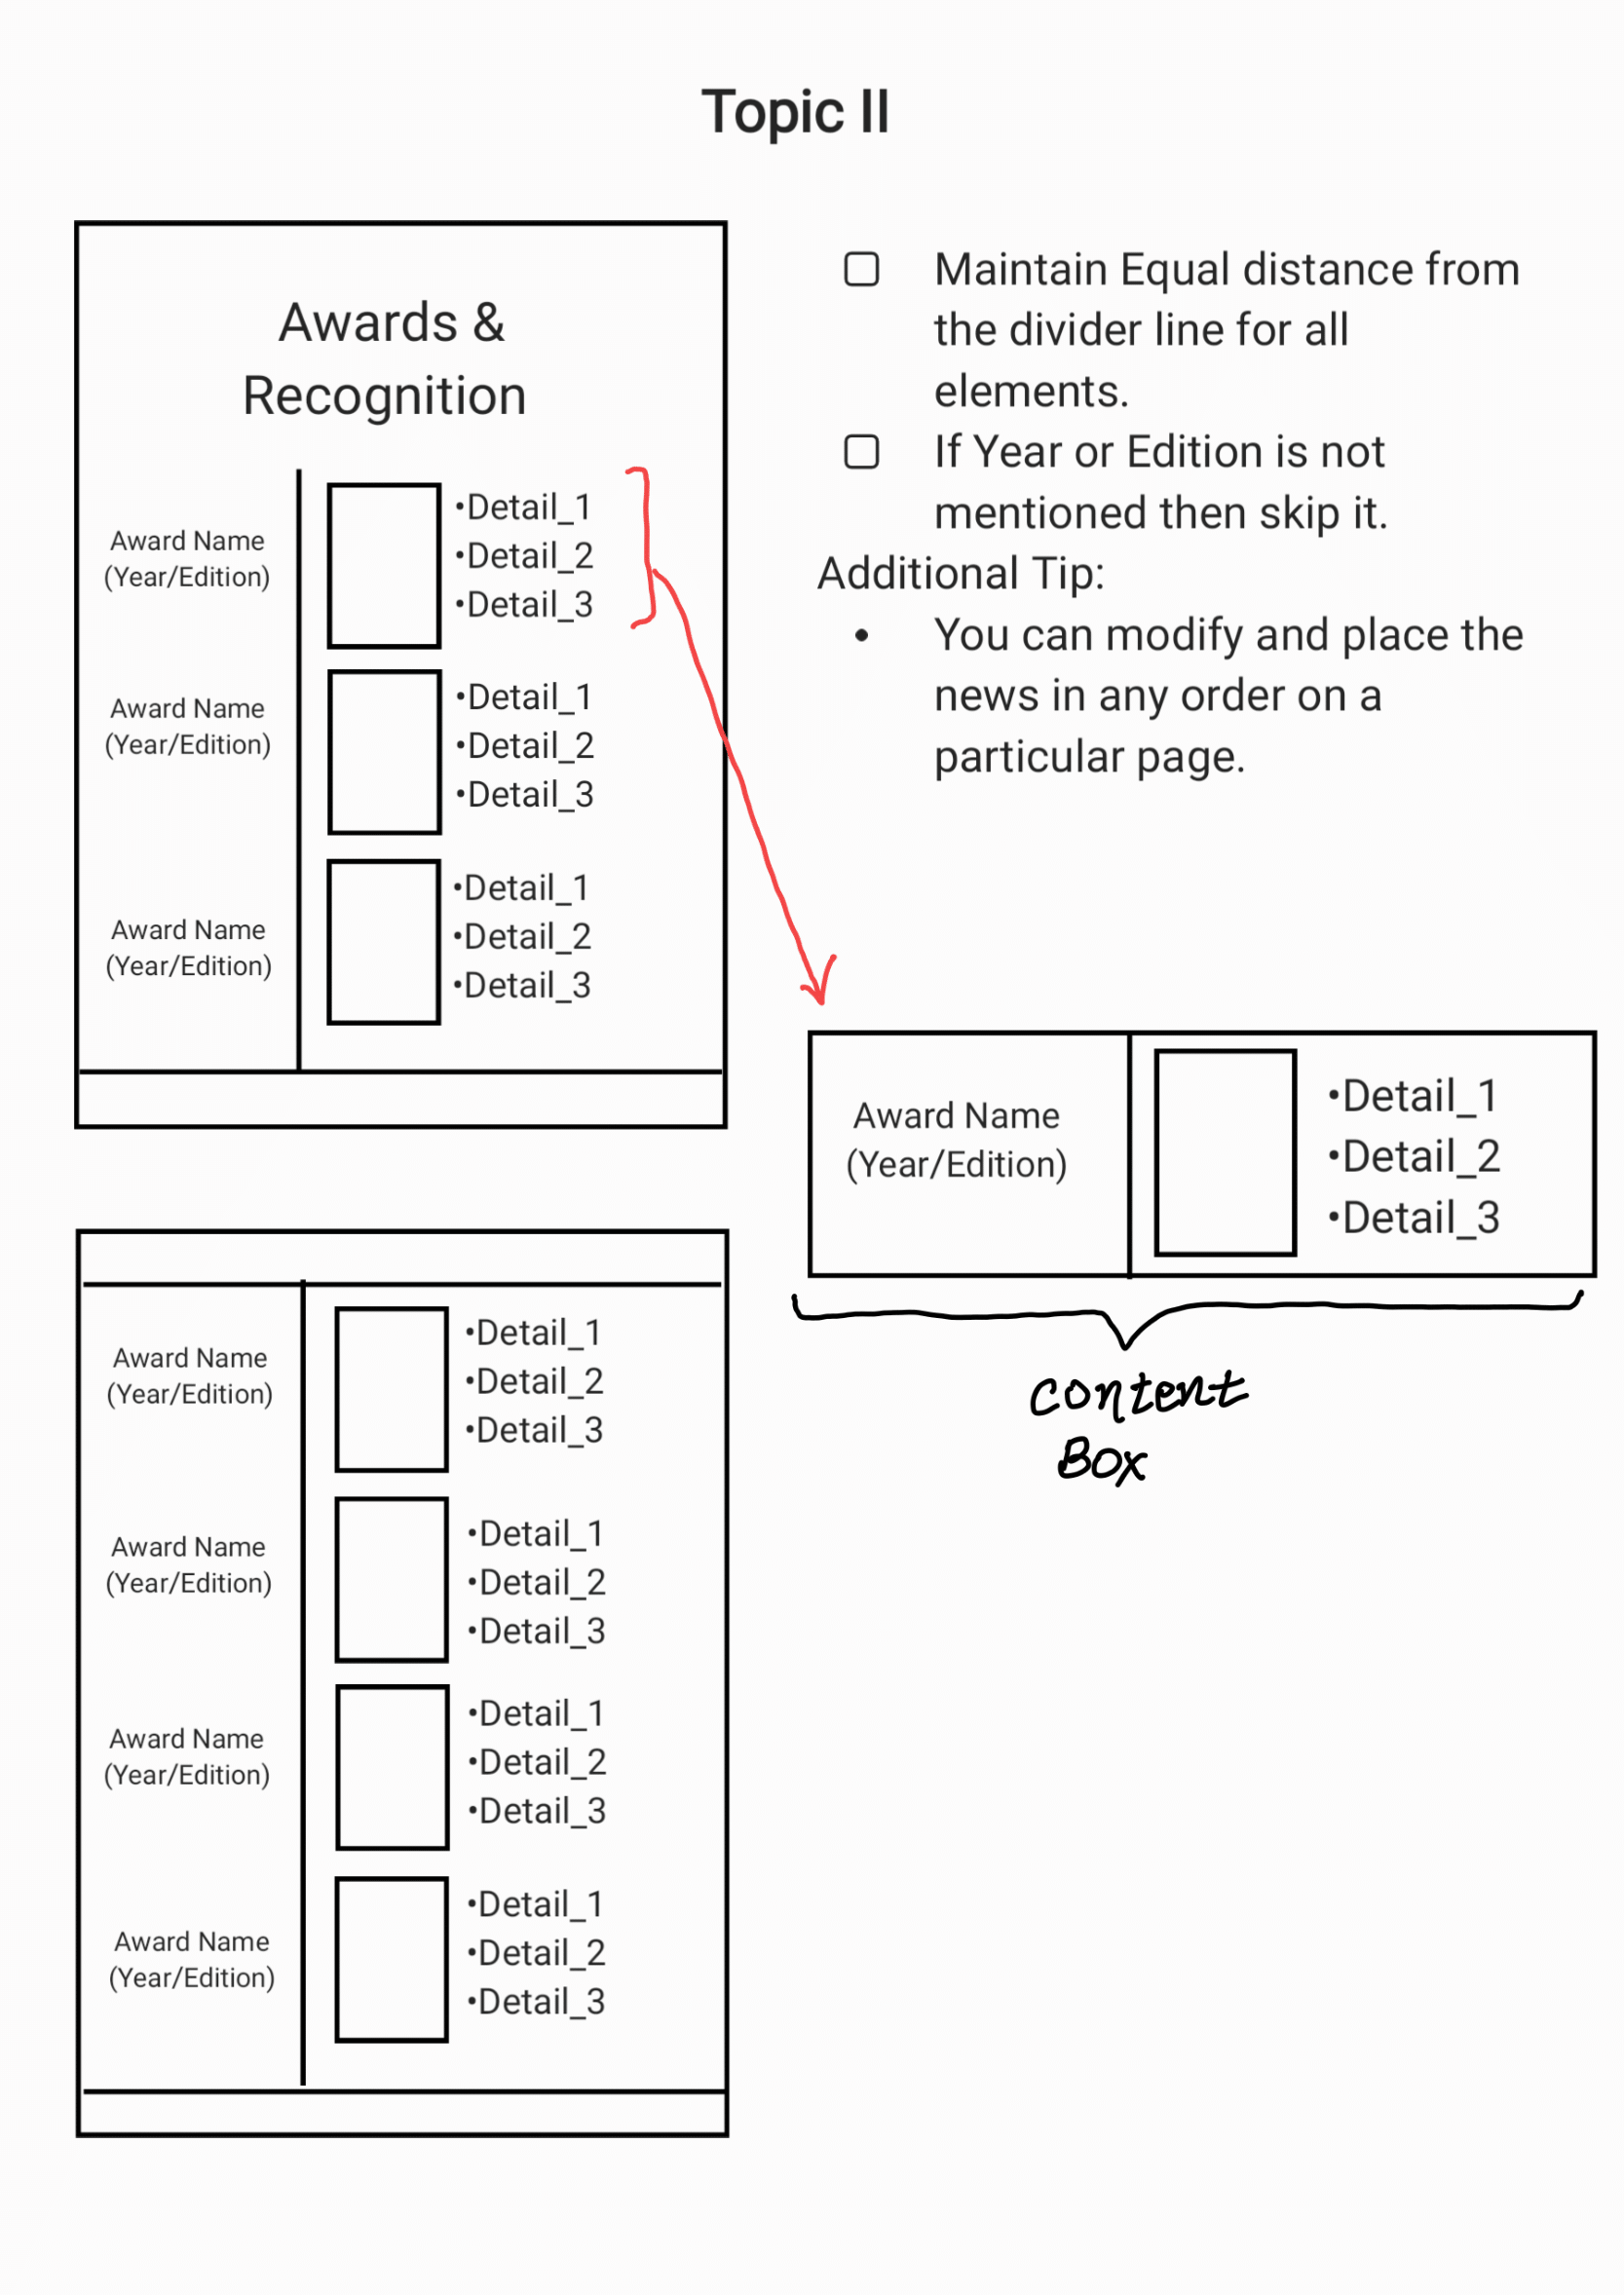 Topic II
Awards &
Recognition
Award Name
(Year/Edition)
•Detail_1
•Detail_2
•Detail_3
Award Name
(Year/Edition)
•Detail_1
•Detail_2
•Detail_3
Award Name
(Year/Edition)
•Detail_1
•Detail_2
•Detail_3
Maintain Equal distance from
the divider line for all
elements.
If Year or Edition is not
mentioned then skip it.
Additional Tip:
• You can modify and place the
news in any order on a
particular page.
Award Name
(Year/Edition)
•Detail_1
•Detail_2
•Detail_3
content
Box
Award Name
(Year/Edition)
•Detail_1
•Detail_2
•Detail_3
Award Name
(Year/Edition)
•Detail_1
•Detail_2
•Detail_3
Award Name
(Year/Edition)
•Detail_1
•Detail_2
•Detail_3
Award Name
(Year/Edition)
•Detail_1
•Detail_2
•Detail_3